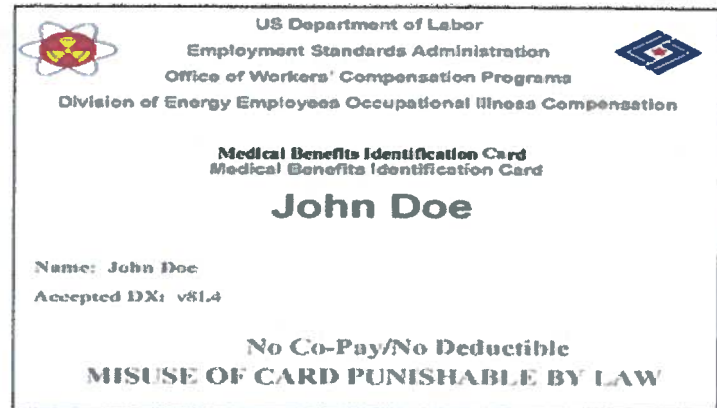 US Department of Labor
Employment Standards Administration
Office of Workers' Compensation Programs
Division of Energy Employees Occupational Illness Compensation
Medical Benefits Identification Card
Medical Benefits Identification Card
John Doe
Name: John Doe
Accepted DX: v81.4
No Co-Pay/No Deductible
MISUSE OF CARD PUNISHABLE BY LAW